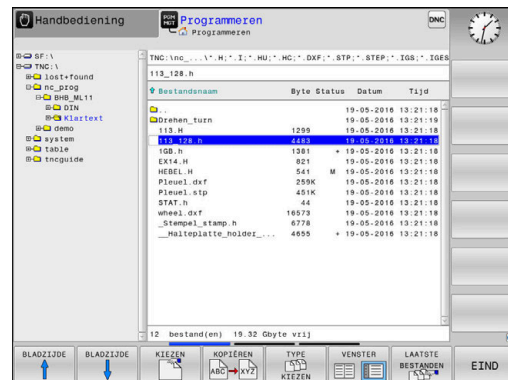 Handbediening
PGM MGT
Programmeren
Programmeren
DNC
SF:\
TNC:\
lost+found
nc_prog
BHB_ML11
DIN
Klartext
demo
system
table
tncguide
TNC:\nc_...\*.H;*.I;*.HU;*.HC;*.DXF;*.STP;*.STEP;*.IGS;*.IGES
113_128.h
Bestandsnaam Byte Status Datum Tijd
.. 19-05-2016 13:21:18
Drehen_turn 19-05-2016 13:21:19
113.H 1299 19-05-2016 13:21:18
113_128.h 4483 19-05-2016 13:21:18
1GB.h 1381 + 19-05-2016 13:21:18
EX14.H 821 19-05-2016 13:21:18
HEBEL.H 541 M 19-05-2016 13:21:18
Pleuel.dxf 259K 19-05-2016 13:21:18
Pleuel.stp 451K 19-05-2016 13:21:18
STAT.h 44 19-05-2016 13:21:18
wheel.dxf 16573 19-05-2016 13:21:18
_Stempel_stamp.h 6778 19-05-2016 13:21:18
__Halteplatte_holder_... 4655 + 19-05-2016 13:21:18
12 bestand(en) 19.32 Gbyte vrij
BLADZIJDE
BLADZIJDE
KIEZEN
KOPIËREN
ABC XYZ
TYPE
KIEZEN
VENSTER
LAATSTE
BESTANDEN
EIND